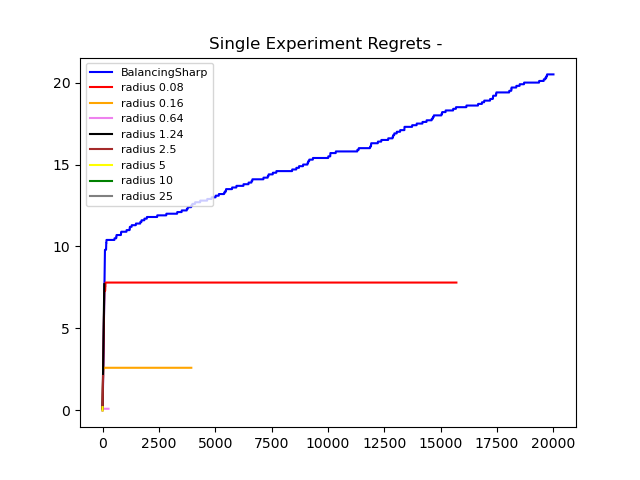 Single Experiment Regrets -
20
15
10
5
0
BalancingSharp
radius 0.08
radius 0.16
radius 0.64
radius 1.24
radius 2.5
radius 5
radius 10
radius 25
0 2500 5000 7500 10000 12500 15000 17500 20000